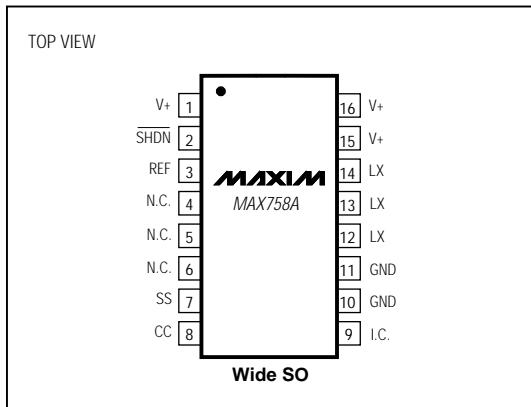 TOP VIEW
V+ 1
SHDN 2
REF 3
N.C. 4
N.C. 5
N.C. 6
SS 7
CC 8
MAXIM
MAX758A
16 V+
15 V+
14 LX
13 LX
12 LX
11 GND
10 GND
9 I.C.
Wide SO